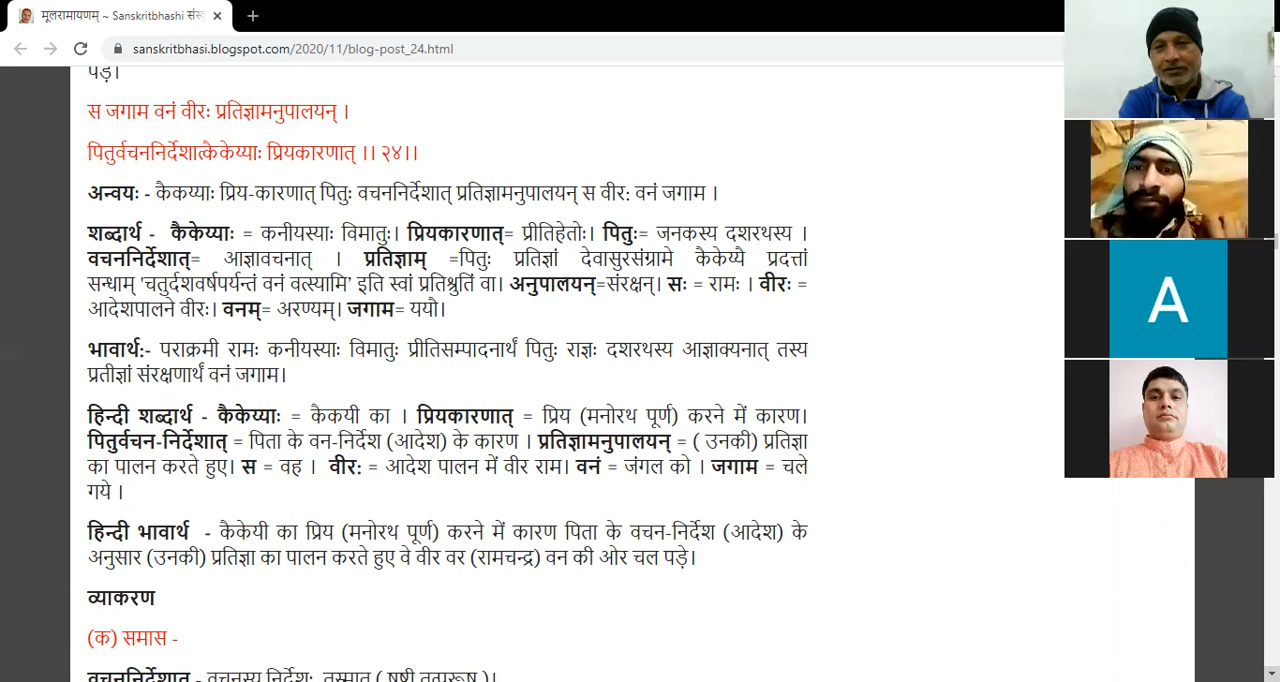 मूलरामायणम् ~ Sanskritbhashi संस्
sanskritbhasi.blogspot.com/2020/11/blog-post_24.html
पड़े।
स जगाम वनं वीरः प्रतिज्ञामनुपालयन् ।
पितुर्वचननिर्देशात्कैकेय्याः प्रियकारणात् ।। २४।।
अन्वयः - कैकय्याः प्रिय-कारणात् पितुः वचननिर्देशात् प्रतिज्ञामनुपालयन् स वीरः वनं जगाम ।
शब्दार्थ - कैकेय्याः = कनीयस्याः विमातुः। प्रियकारणात्= प्रीतिहेतोः। पितुः= जनकस्य दशरथस्य ।
वचननिर्देशात्= आज्ञावचनात् । प्रतिज्ञाम् =पितुः प्रतिज्ञां देवासुरसंग्रामे कैकेय्यै प्रदत्तां
सन्धाम् 'चतुर्दशवर्षपर्यन्तं वनं वत्स्यामि' इति स्वां प्रतिश्रुतिं वा। अनुपालयन्=संरक्षन्। सः = रामः । वीरः =
आदेशपालने वीरः। वनम्= अरण्यम्। जगाम= ययौ।
भावार्थः- पराक्रमी रामः कनीयस्याः विमातुः प्रीतिसम्पादनार्थं पितुः राज्ञः दशरथस्य आज्ञाक्यनात् तस्य
प्रतीज्ञां संरक्षणार्थं वनं जगाम।
हिन्दी शब्दार्थ - कैकेय्याः = कैकयी का । प्रियकारणात् = प्रिय (मनोरथ पूर्ण) करने में कारण।
पितुर्वचन-निर्देशात् = पिता के वन-निर्देश (आदेश) के कारण । प्रतिज्ञामनुपालयन् = ( उनकी) प्रतिज्ञा
का पालन करते हुए। स = वह । वीरः = आदेश पालन में वीर राम। वनं = जंगल को । जगाम = चले
गये ।
हिन्दी भावार्थ - कैकेयी का प्रिय (मनोरथ पूर्ण) करने में कारण पिता के वचन-निर्देश (आदेश) के
अनुसार (उनकी) प्रतिज्ञा का पालन करते हुए वे वीर वर (रामचन्द्र) वन की ओर चल पड़े।
व्याकरण
(क) समास -
वचननिर्देशात् - वचनस्य निर्देशः, तस्मात् ( षष्ठी तत्पुरूष )।
A